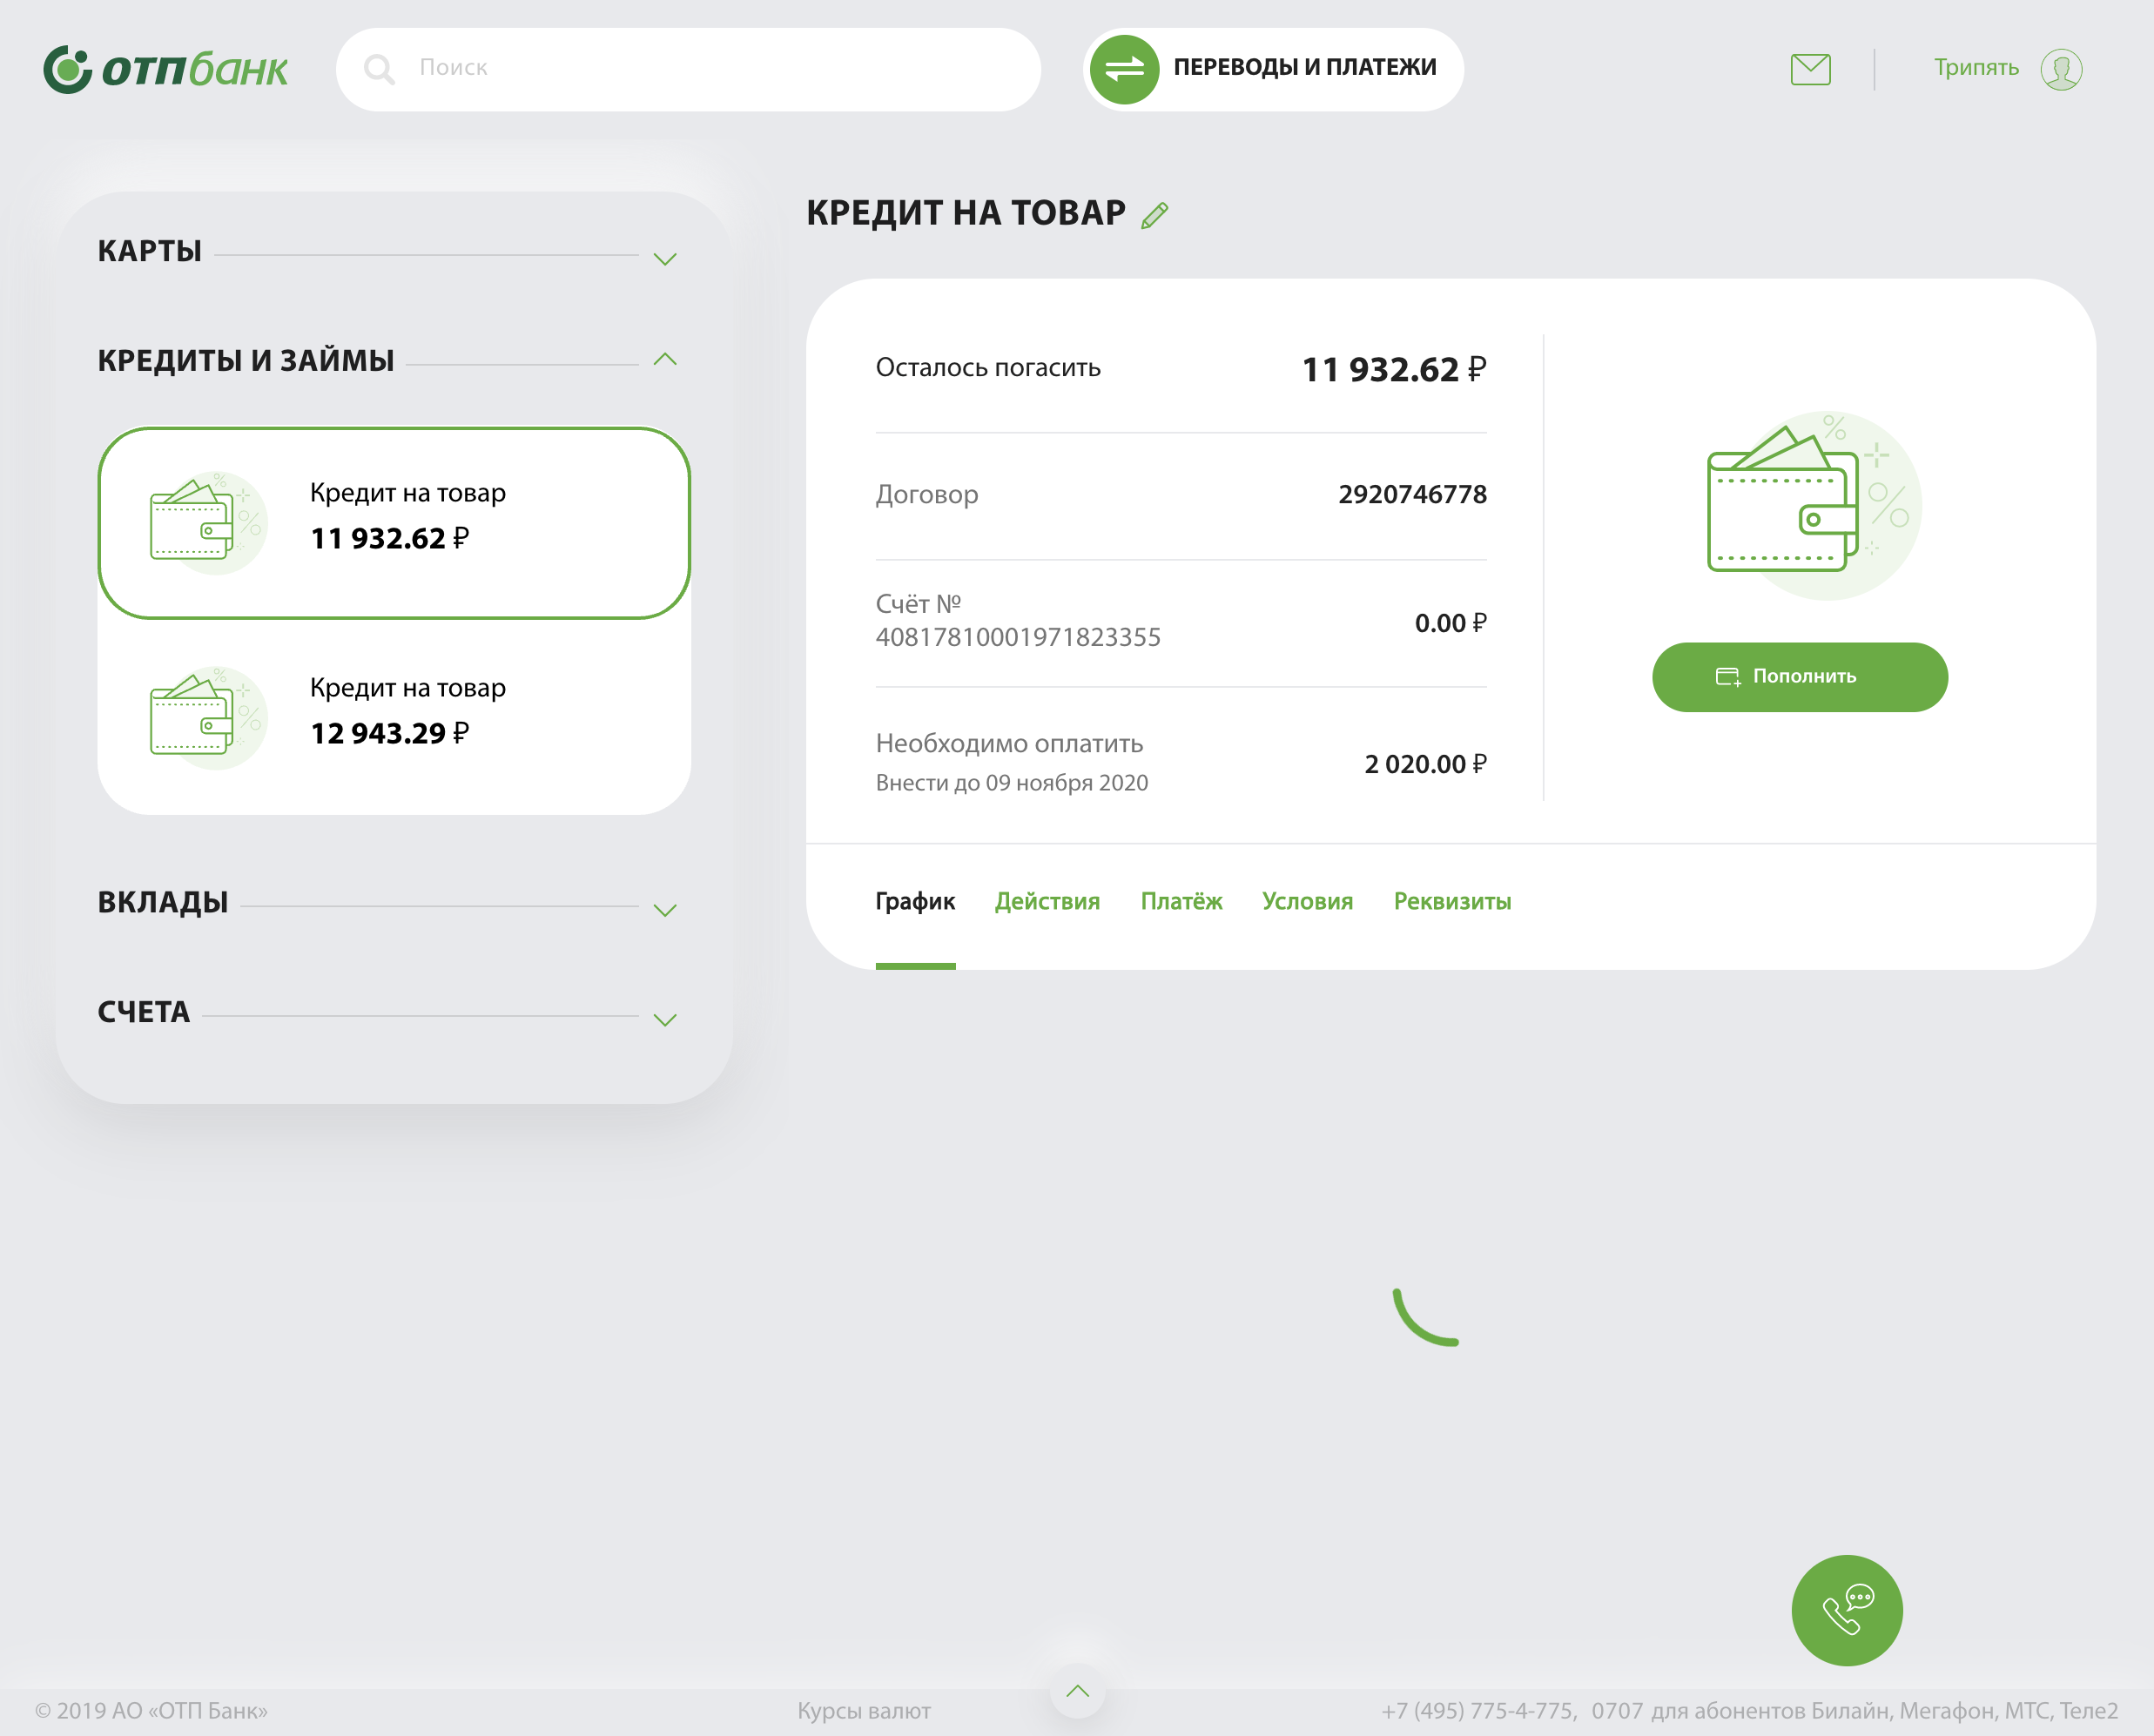 отпбанк
Поиск
ПЕРЕВОДЫ И ПЛАТЕЖИ
Трипять
КАРТЫ
КРЕДИТЫ И ЗАЙМЫ
Кредит на товар
11 932.62 ₽
Кредит на товар
12 943.29 ₽
ВКЛАДЫ
СЧЕТА
КРЕДИТ НА ТОВАР
Осталось погасить 11 932.62 ₽
Договор 2920746778
Счёт №
40817810001971823355 0.00 ₽
Необходимо оплатить
Внести до 09 ноября 2020 2 020.00 ₽
Пополнить
График Действия Платёж Условия Реквизиты
© 2019 АО «ОТП Банк» Курсы валют +7 (495) 775-4-775, 0707 для абонентов Билайн, Мегафон, МТС, Теле2